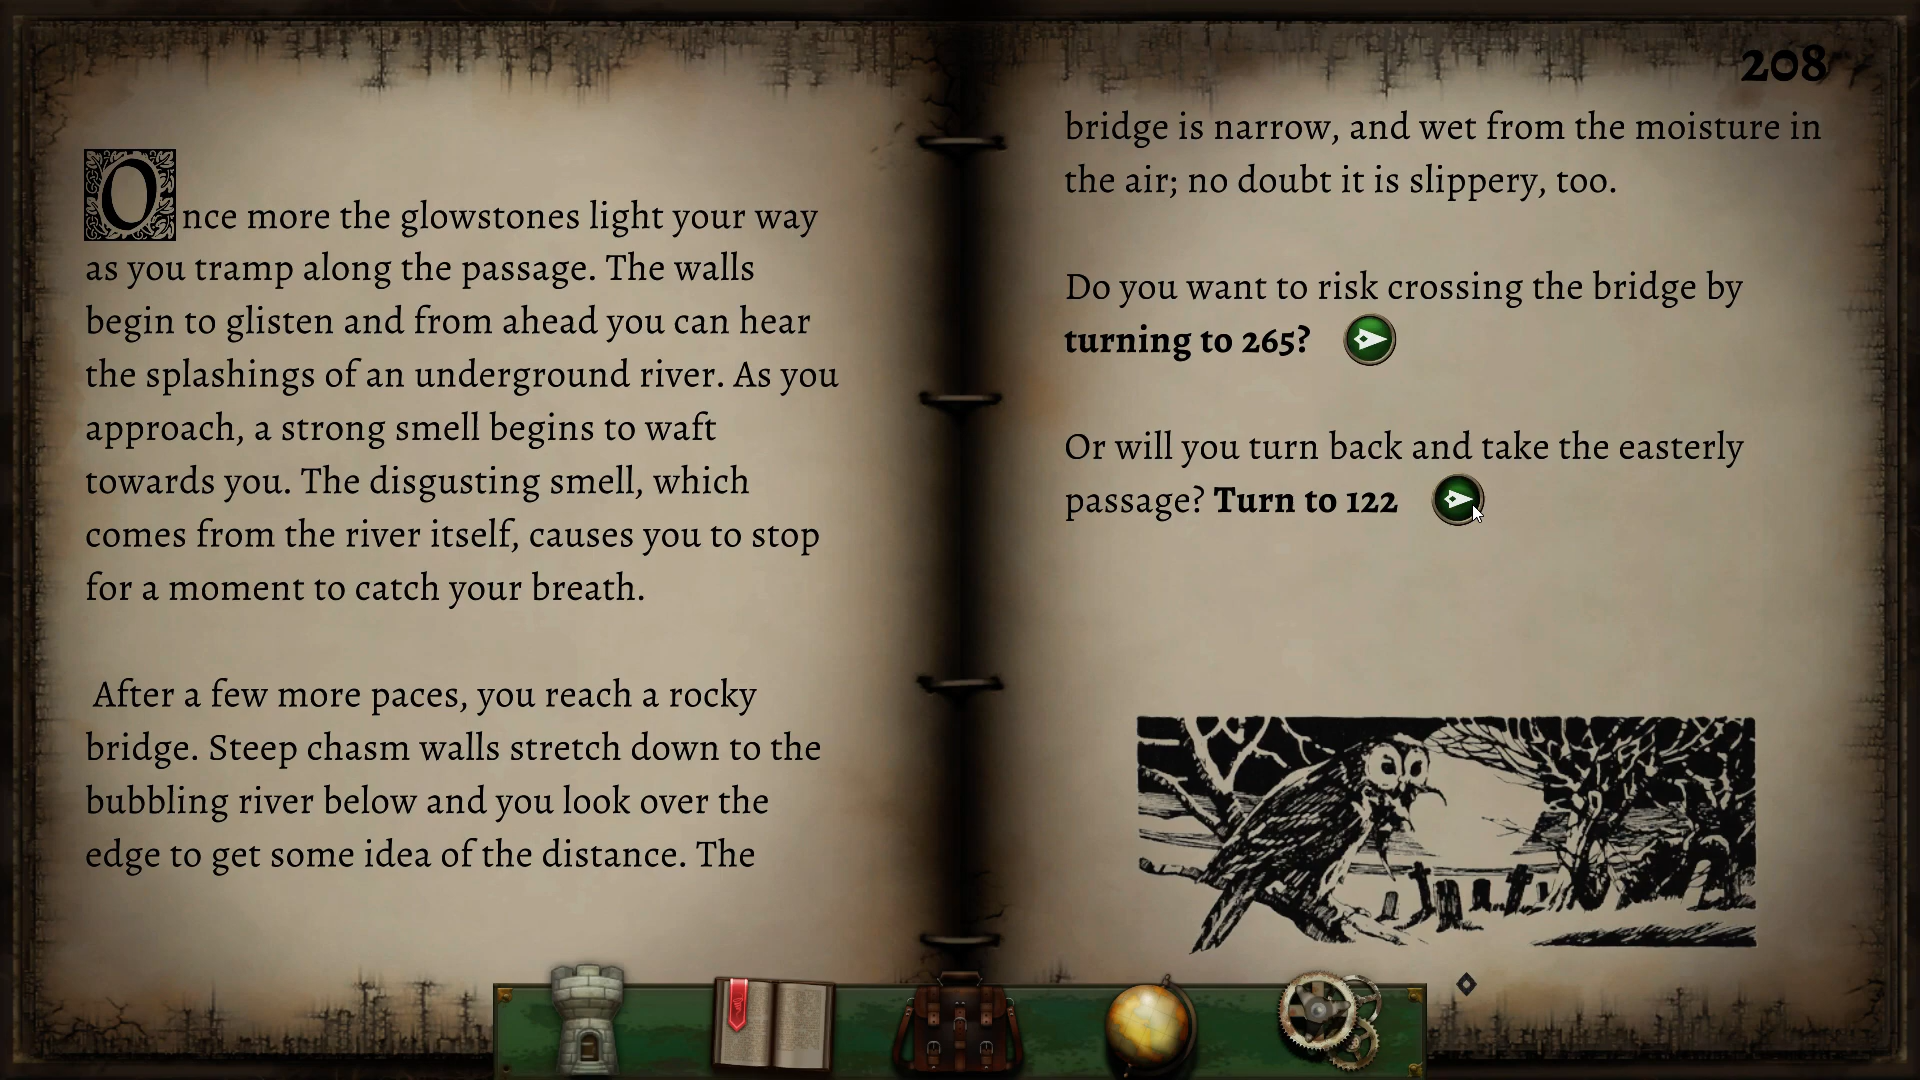 208
Once more the glowstones light your way
as you tramp along the passage. The walls
begin to glisten and from ahead you can hear
the splashings of an underground river. As you
approach, a strong smell begins to waft
towards you. The disgusting smell, which
comes from the river itself, causes you to stop
for a moment to catch your breath.
After a few more paces, you reach a rocky
bridge. Steep chasm walls stretch down to the
bubbling river below and you look over the
edge to get some idea of the distance. The
bridge is narrow, and wet from the moisture in
the air; no doubt it is slippery, too.
Do you want to risk crossing the bridge by
turning to 265?
Or will you turn back and take the easterly
passage? Turn to 122